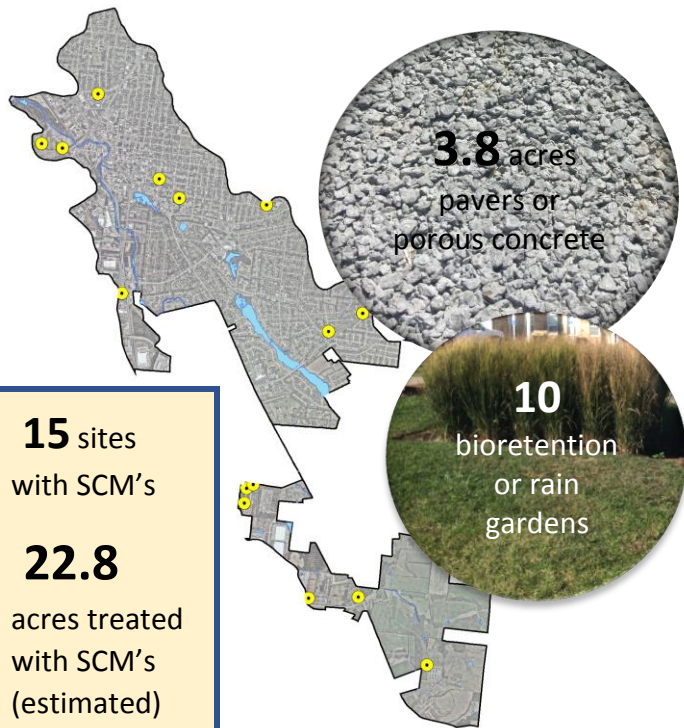 3.8 acres
pavers or
porous concrete
10
bioretention
or rain
gardens
15 sites
with SCM's
22.8
acres treated
with SCM's
(estimated)